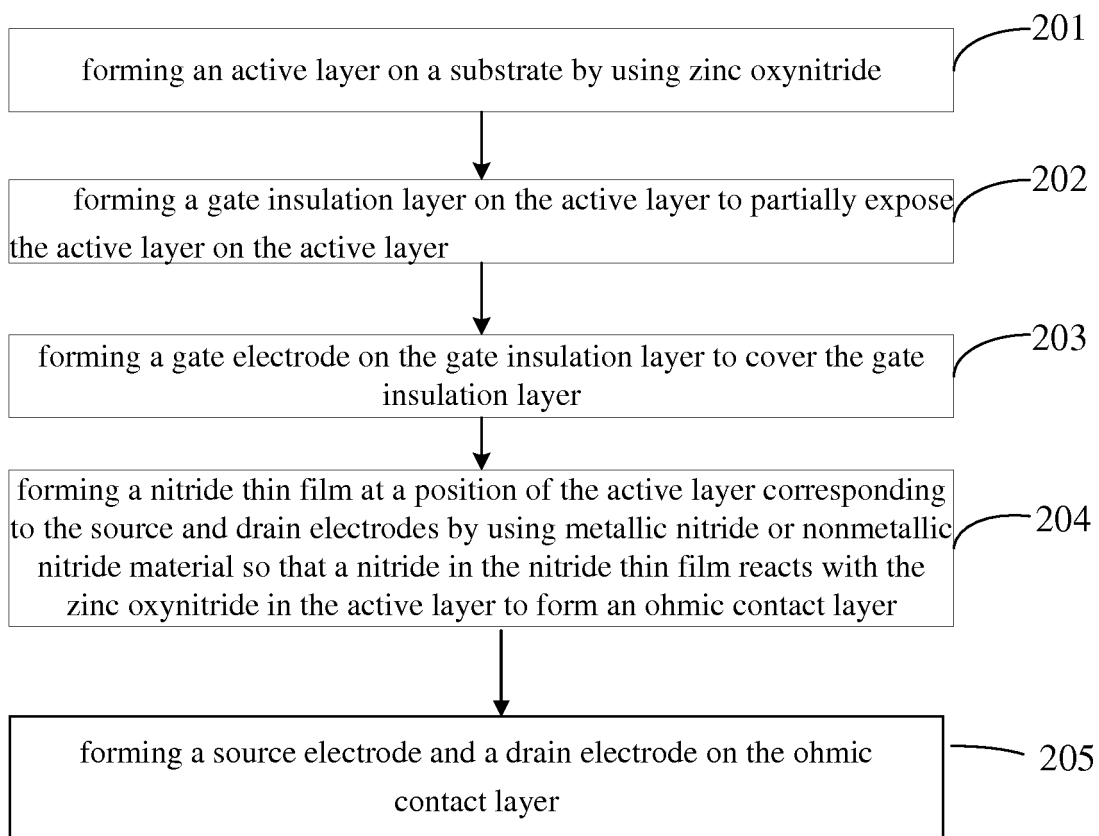 201
forming an active layer on a substrate by using zinc oxynitride
202
forming a gate insulation layer on the active layer to partially expose
the active layer on the active layer
203
forming a gate electrode on the gate insulation layer to cover the gate
insulation layer
forming a nitride thin film at a position of the active layer corresponding
to the source and drain electrodes by using metallic nitride or nonmetallic
nitride material so that a nitride in the nitride thin film reacts with the
zinc oxynitride in the active layer to form an ohmic contact layer
204
forming a source electrode and a drain electrode on the ohmic
contact layer
205